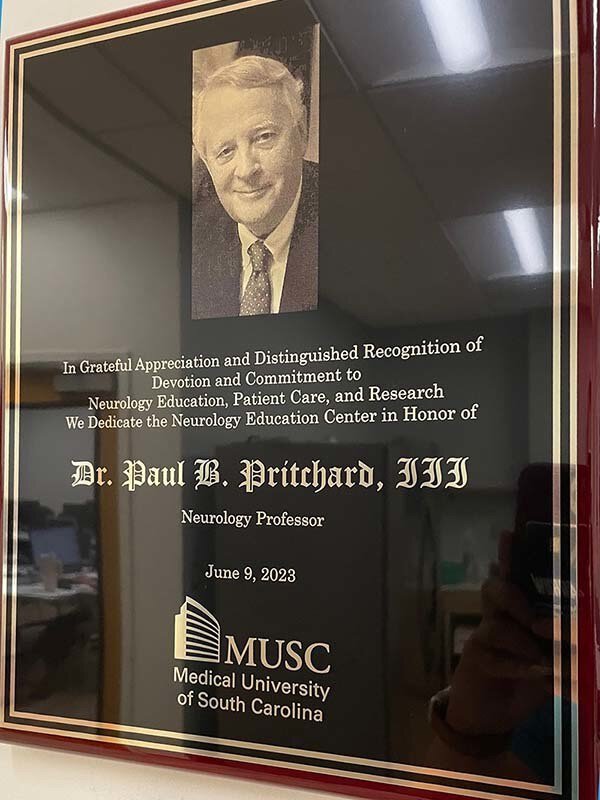 In Grateful Appreciation and Distinguished Recognition of
Devotion and Commitment to
Neurology Education, Patient Care, and Research
We Dedicate the Neurology Education Center in Honor of
Dr. Paul B. Pritchard, III
Neurology Professor
June 9, 2023
MUSC
Medical University
of South Carolina